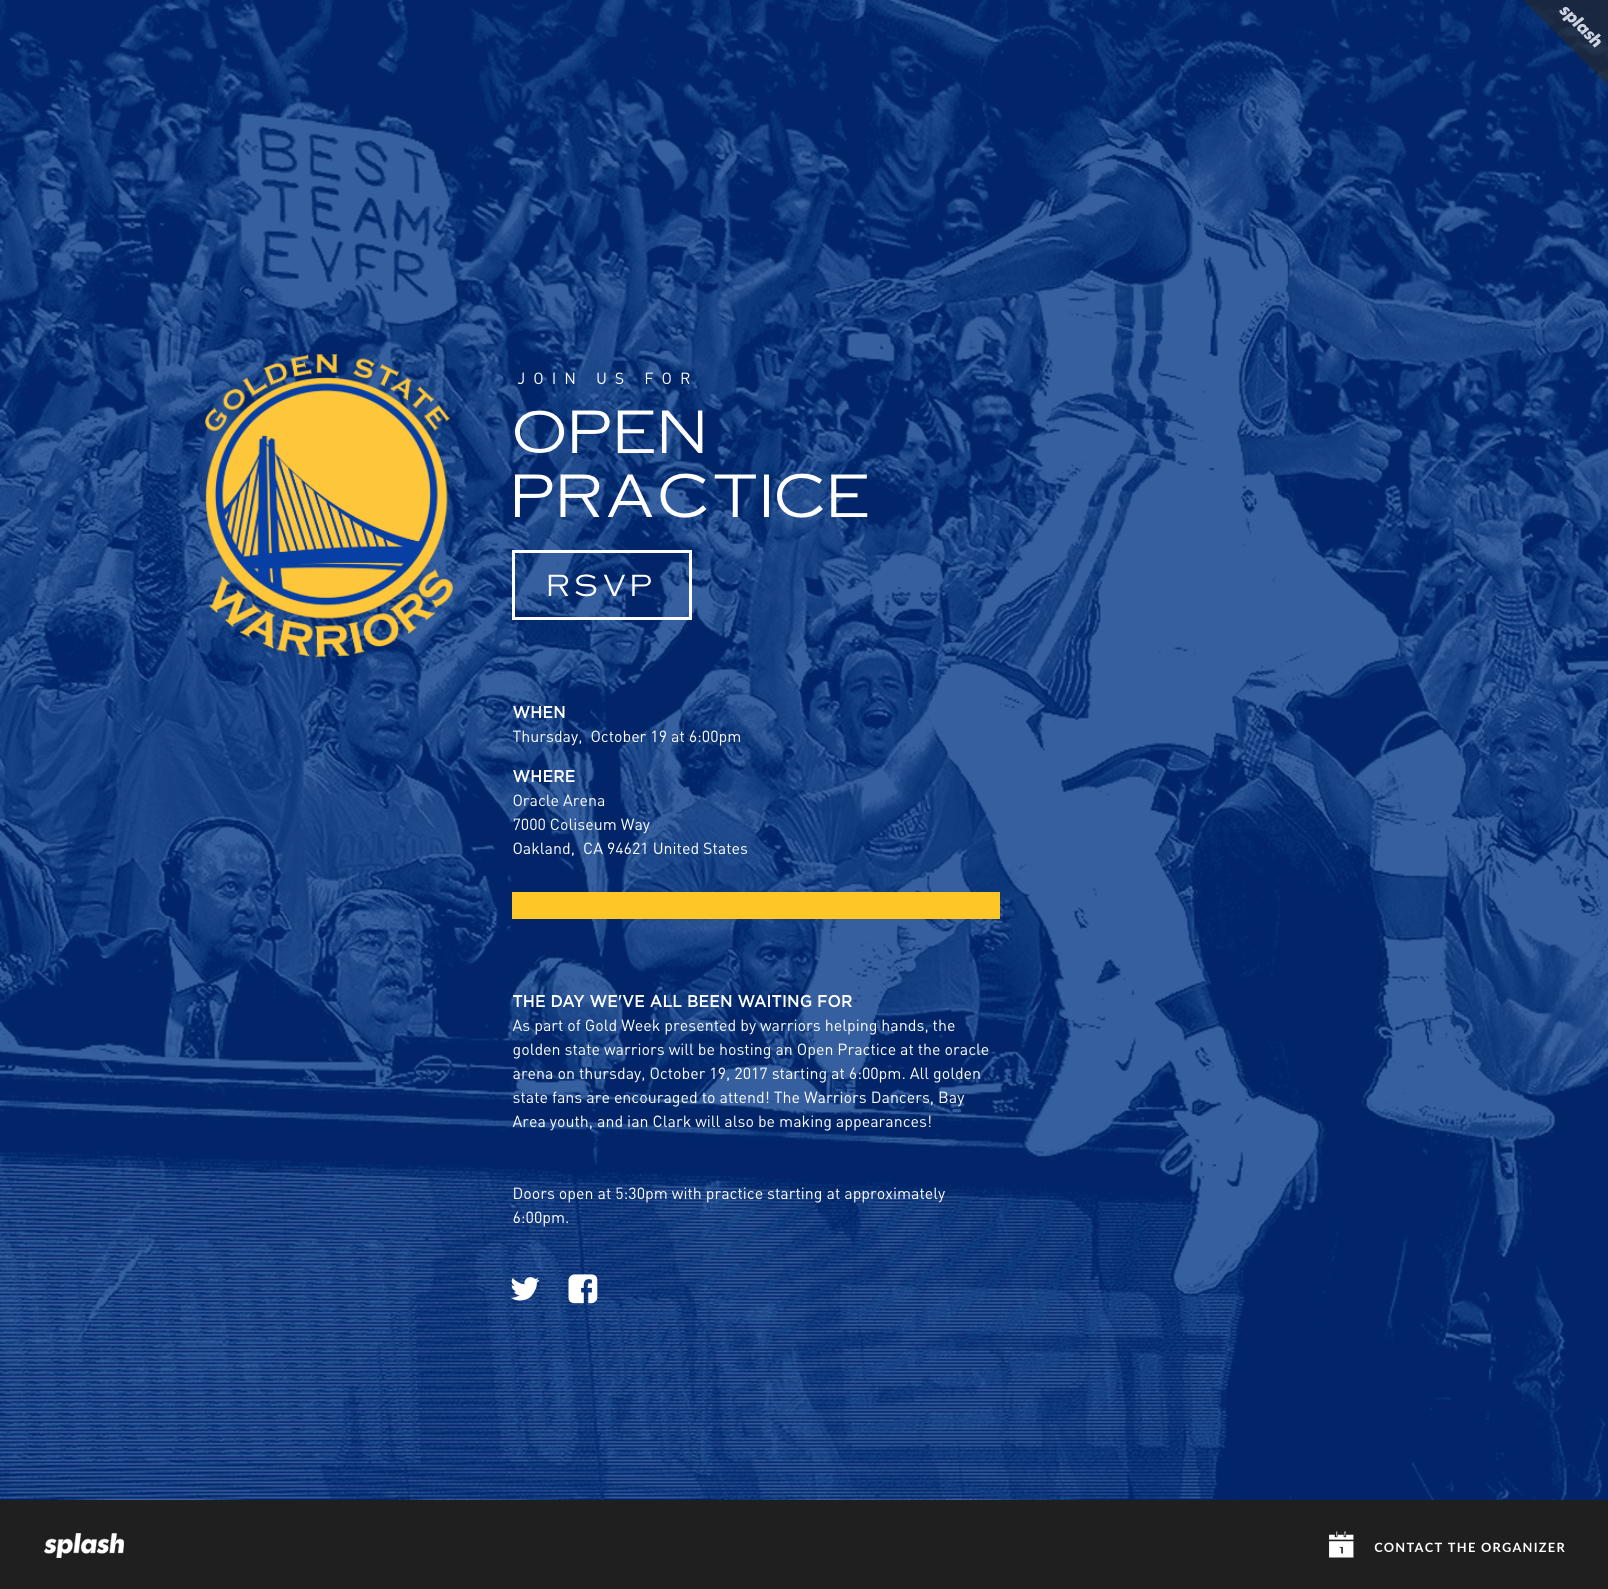 splash
BEST
TEAM
EVER
GOLDEN STATE
WARRIORS
JOIN US FOR
OPEN
PRACTICE
RSVP
WHEN
Thursday, October 19 at 6:00pm
WHERE
Oracle Arena
7000 Coliseum Way
Oakland, CA 94621 United States
THE DAY WE'VE ALL BEEN WAITING FOR
As part of Gold Week presented by warriors helping hands, the
golden state warriors will be hosting an Open Practice at the oracle
arena on thursday, October 19, 2017 starting at 6:00pm. All golden
state fans are encouraged to attend! The Warriors Dancers, Bay
Area youth, and ian Clark will also be making appearances!
Doors open at 5:30pm with practice starting at approximately
6:00pm.
splash
1
CONTACT THE ORGANIZER